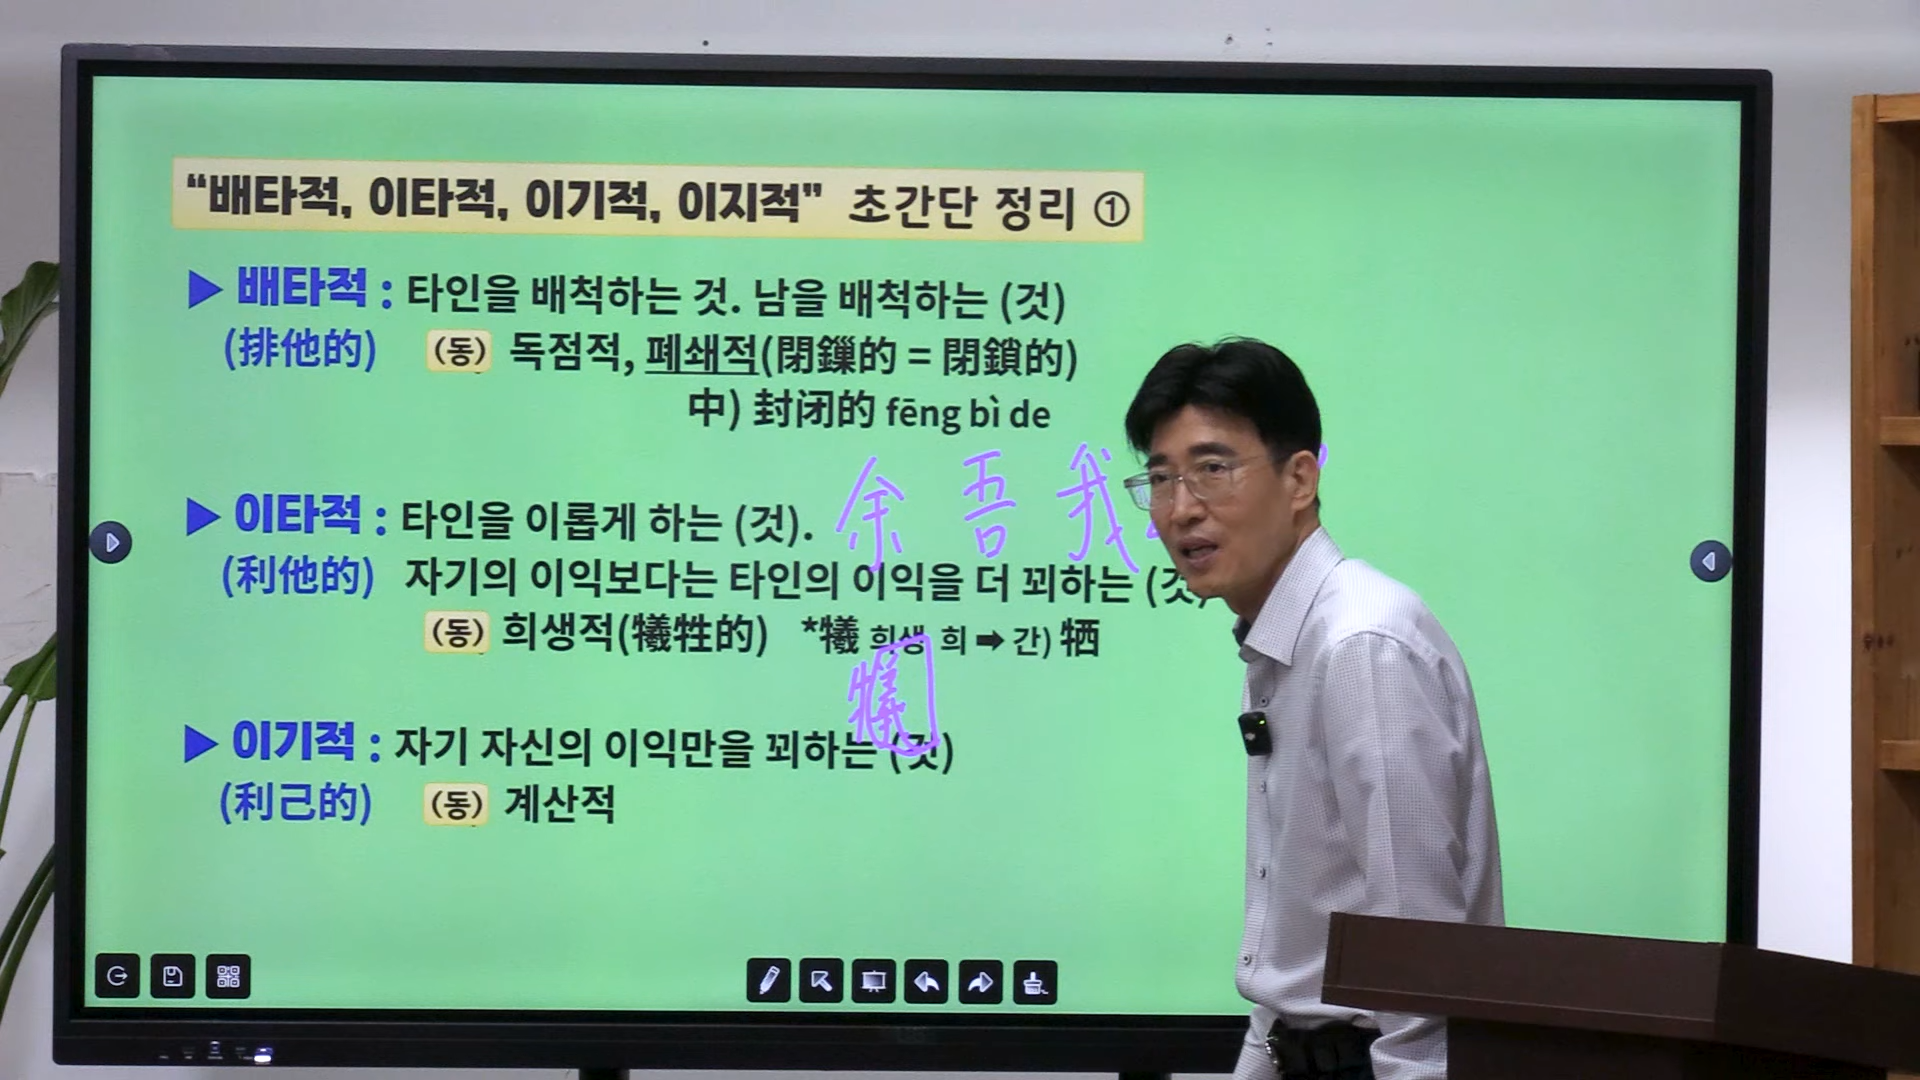 “배타적, 이타적, 이기적, 이지적” 초간단 정리 ①
▶ 배타적 : 타인을 배척하는 것. 남을 배척하는 (것)
(排他的) (동) 독점적, 폐쇄적(閉鏁的 = 閉鎖的)
中) 封闭的 fēng bì de
余 吾 我
▶ 이타적 : 타인을 이롭게 하는 (것).
(利他的) 자기의 이익보다는 타인의 이익을 더 꾀하는 (것)
(동) 희생적(犧牲的) *犧 희생 희 ➡ 간) 牺
犧
▶ 이기적 : 자기 자신의 이익만을 꾀하는 (것)
(利己的) (동) 계산적